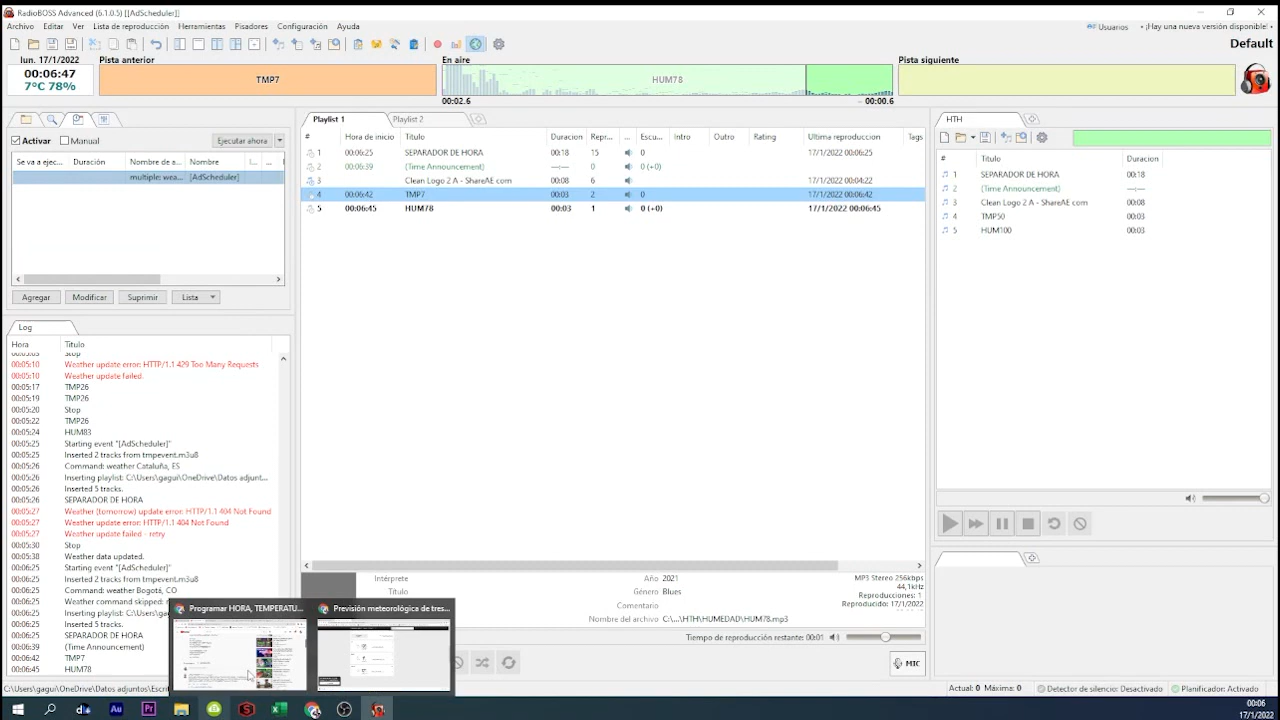 RadioBOSS Advanced (6.1.0.5) [[AdScheduler]]
Archivo Editar Ver Lista de reproducción Herramientas Pisadores Configuración Ayuda
Usuarios • ¡Hay una nueva versión disponible! •
Default
lun. 17/1/2022 Pista anterior En aire Pista siguiente
00:06:47
7°C 78%
TMP7 HUM78
00:02.6 - 00:00.6
Activar Manual Ejecutar ahora
Se va a ejec... Duración Nombre de a... Nombre
multiple: wea... [AdScheduler]
Agregar Modificar Suprimir Lista
Log
Hora Titulo
00:05:05 Stop
00:05:10 Weather update error: HTTP/1.1 429 Too Many Requests
00:05:10 Weather update failed.
00:05:17 TMP26
00:05:19 TMP26
00:05:20 Stop
00:05:22 TMP26
00:05:24 HUM83
00:05:25 Starting event "[AdScheduler]"
00:05:25 Inserted 2 tracks from tmpevent.m3u8
00:05:26 Command: weather Cataluña, ES
00:05:26 Inserting playlist: C:\Users\gagui\OneDrive\Datos adjunt...
00:05:26 Inserted 5 tracks.
00:05:26 SEPARADOR DE HORA
00:05:27 Weather (tomorrow) update error: HTTP/1.1 404 Not Found
00:05:27 Weather update error: HTTP/1.1 404 Not Found
00:05:27 Weather update failed - retry
00:05:30 Stop
00:05:38 Weather data updated.
00:06:25 Starting event "[AdScheduler]"
00:06:25 Inserted 2 tracks from tmpevent.m3u8
00:06:25 Command: weather Bogotá, CO
00:06:25 Weather command skipped:
00:06:25 Inserting playlist: C:\Us
00:06:25 Inserted 5 tracks.
00:06:25 SEPARADOR DE HORA
00:06:39 (Time Announcement)
00:06:42 TMP7
00:06:45 HUM78
Playlist 1 Playlist 2
# Hora de inicio Titulo Duracion Repr... ... Escu... Intro Outro Rating Ultima reproduccion Tags
1 00:06:25 SEPARADOR DE HORA 00:18 15 0 17/1/2022 00:06:25
2 00:06:39 (Time Announcement) --:-- 0 0 (+0)
3 Clean Logo 2 A - ShareAE com 00:08 6 17/1/2022 00:04:22
4 00:06:42 TMP7 00:03 2 0 17/1/2022 00:06:42
5 00:06:45 HUM78 00:03 1 0 (+0) 17/1/2022 00:06:45
HTH
# Titulo Duracion
1 SEPARADOR DE HORA 00:18
2 (Time Announcement) --:--
3 Clean Logo 2 A - ShareAE com 00:08
4 TMP50 00:03
5 HUM100 00:03
Intérprete Año 2021 MP3 Stereo 256kbps
Título Género Blues 44,1kHz
Comentario Reproducciones: 1
Nombre del archivo C:\...\HTH\HUMEDAD\HUM78.mp3 Reproducido: 17/1/2022
Tiempo de reproducción restante: 00:01
MIC
Programar HORA, TEMPERATU... Previsión meteorológica de tres...
C:\Users\gagui\OneDrive\Datos adjuntos\Escri
Actual: 0 Máxima: 0 Detector de silencio: Desactivado Planificador: Activado
00:06
17/1/2022